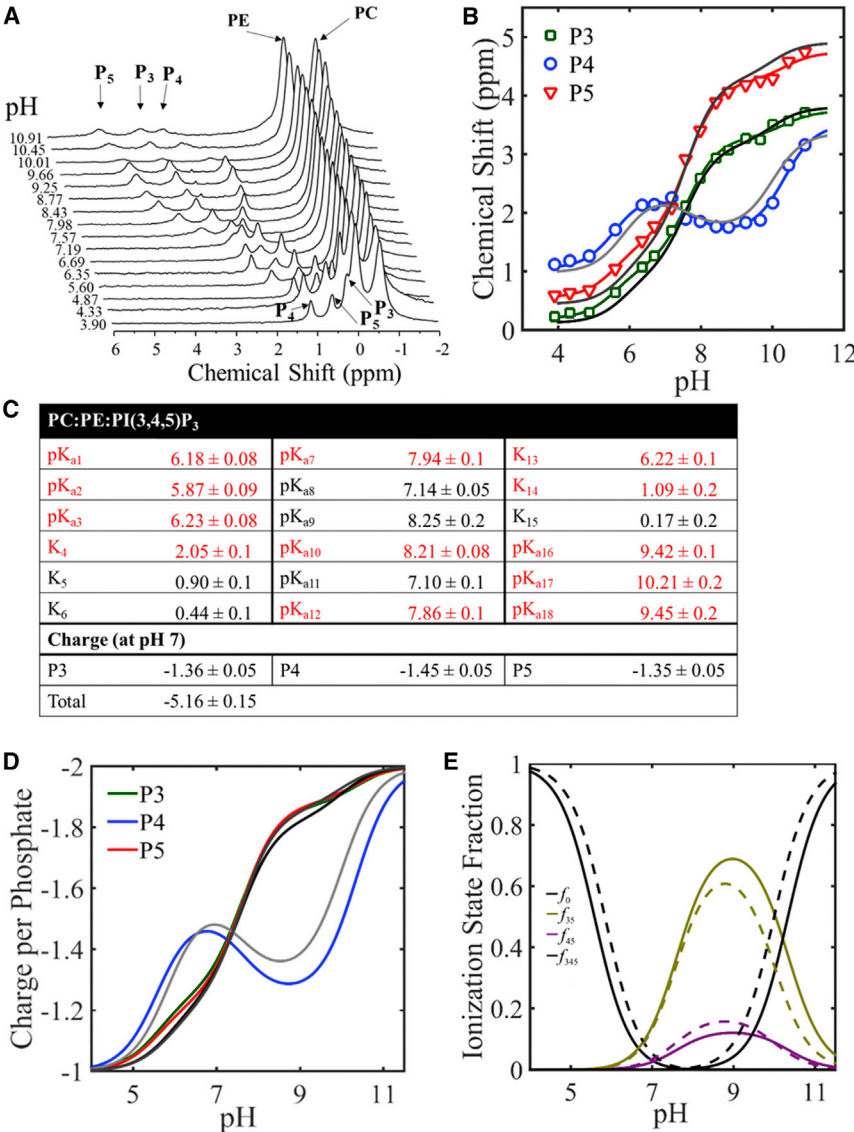 A
B
PE
PC
P5
P3
P4
pH
10.91
10.45
10.01
9.66
9.25
8.77
8.43
7.98
7.57
7.19
6.69
6.35
5.60
4.87
4.33
3.90
P4
P5
P3
6 5 4 3 2 1 0 -1 -2
Chemical Shift (ppm)
P3
P4
P5
Chemical Shift (ppm)
5
4
3
2
1
0
4 6 8 10 12
pH
C
PC:PE:PI(3,4,5)P3
pKa1 6.18 ± 0.08 pKa7 7.94 ± 0.1 K13 6.22 ± 0.1
pKa2 5.87 ± 0.09 pKa8 7.14 ± 0.05 K14 1.09 ± 0.2
pKa3 6.23 ± 0.08 pKa9 8.25 ± 0.2 K15 0.17 ± 0.2
K4 2.05 ± 0.1 pKa10 8.21 ± 0.08 pKa16 9.42 ± 0.1
K5 0.90 ± 0.1 pKa11 7.10 ± 0.1 pKa17 10.21 ± 0.2
K6 0.44 ± 0.1 pKa12 7.86 ± 0.1 pKa18 9.45 ± 0.2
Charge (at pH 7)
P3 -1.36 ± 0.05 P4 -1.45 ± 0.05 P5 -1.35 ± 0.05
Total -5.16 ± 0.15
D
P3
P4
P5
Charge per Phosphate
-2
-1.8
-1.6
-1.4
-1.2
-1
5 7 9 11
pH
E
Ionization State Fraction
1
0.8
0.6
0.4
0.2
0
f0
f35
f45
f345
5 7 9 11
pH